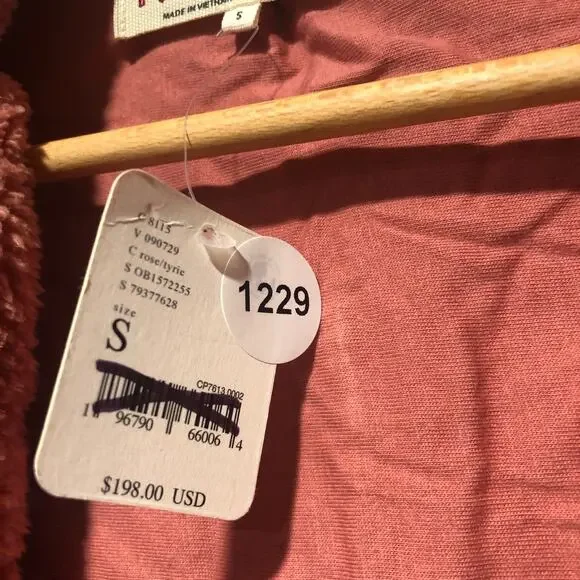 MADE IN VIETNAM
S
8115
V 090729
C rose/tyrie
S OB1572255
S 79377628
size
S
1229
CP7613 0002
1 96790 66006 4
$198.00 USD